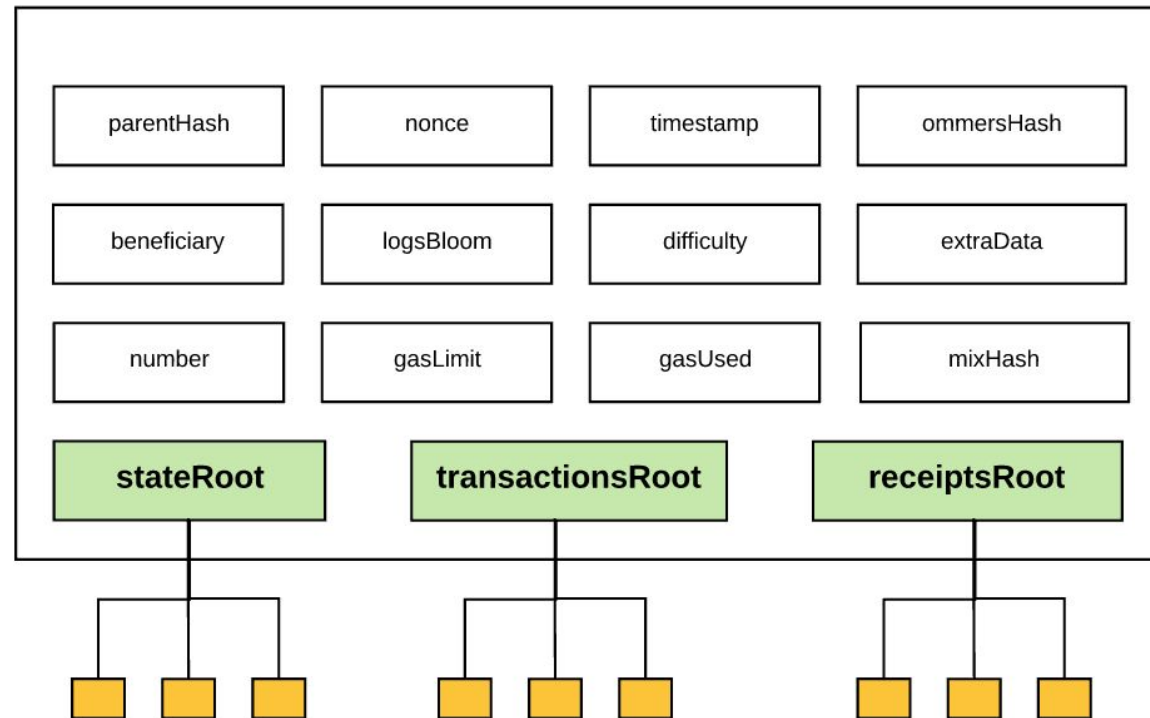 parentHash
nonce
timestamp
ommersHash
beneficiary
logsBloom
difficulty
extraData
number
gasLimit
gasUsed
mixHash
stateRoot
transactionsRoot
receiptsRoot